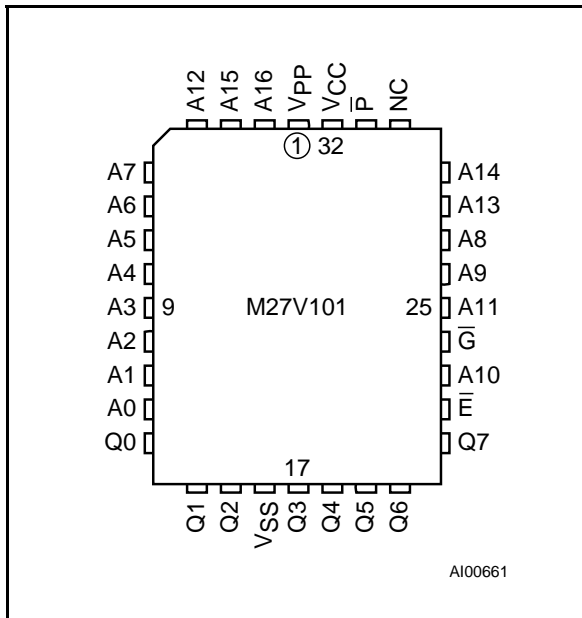 A12 A15 A16 VPP VCC P̅ NC
① 32
A7 A14
A6 A13
A5 A8
A4 A9
A3 9 M27V101 25 A11
A2 G̅
A1 A10
A0 E̅
Q0 Q7
17
Q1 Q2 VSS Q3 Q4 Q5 Q6
AI00661